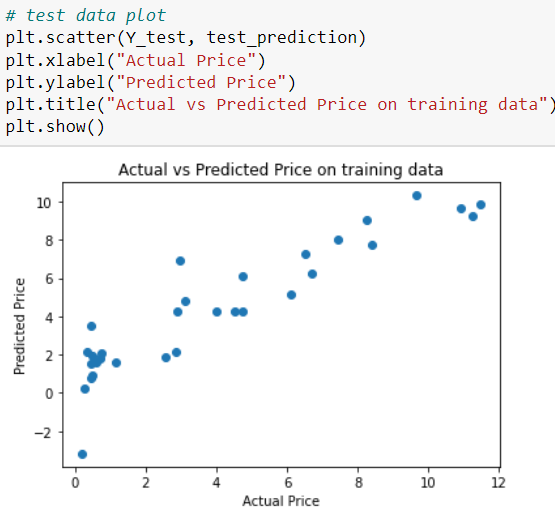 # test data plot
plt.scatter(Y_test, test_prediction)
plt.xlabel("Actual Price")
plt.ylabel("Predicted Price")
plt.title("Actual vs Predicted Price on training data")
plt.show()
Actual vs Predicted Price on training data
10
8
6
4
2
0
−2
Predicted Price
0 2 4 6 8 10 12
Actual Price